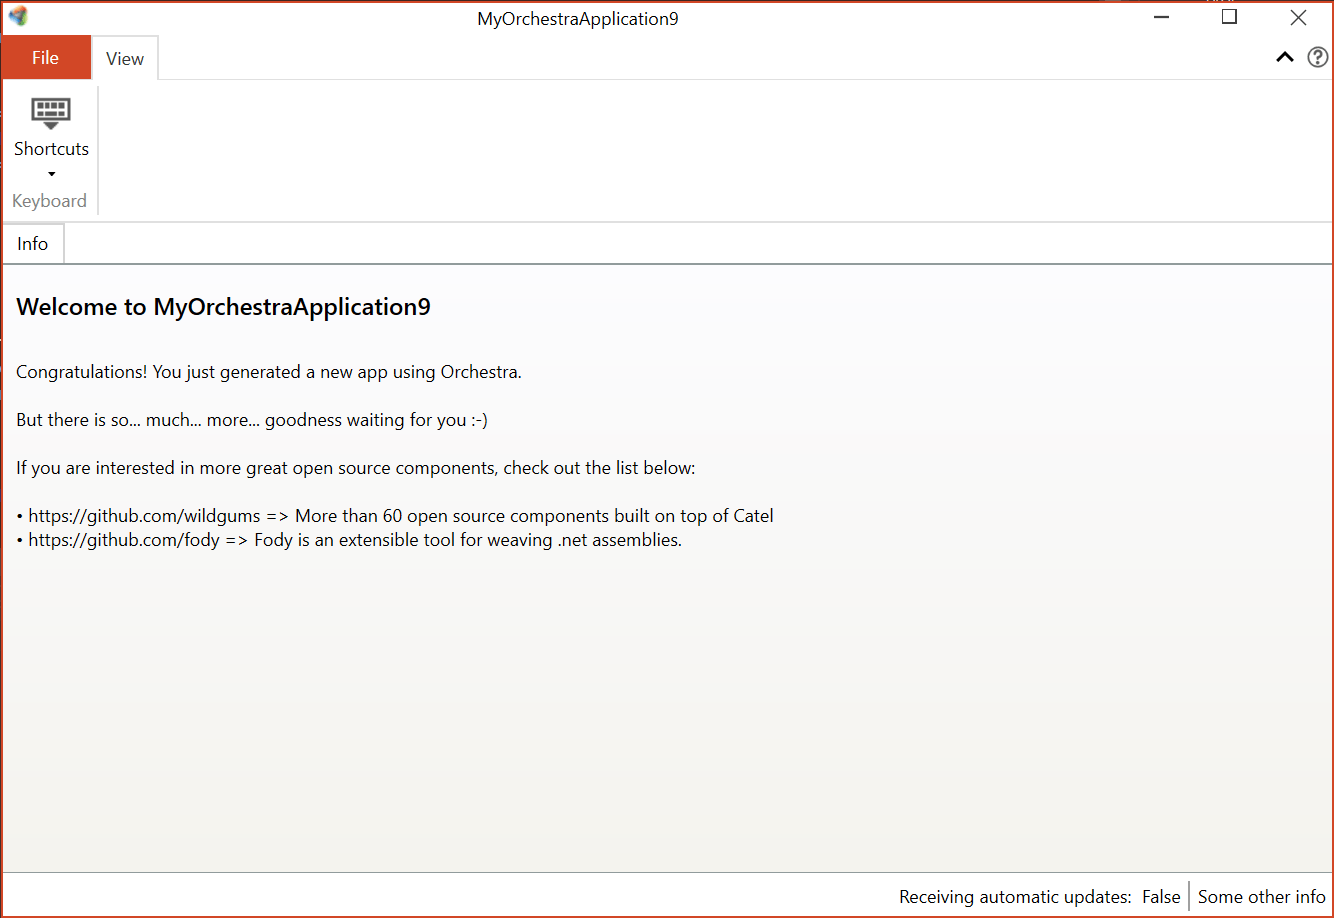 MyOrchestraApplication9
File
View
Shortcuts
Keyboard
Info
Welcome to MyOrchestraApplication9
Congratulations! You just generated a new app using Orchestra.
But there is so... much... more... goodness waiting for you :-)
If you are interested in more great open source components, check out the list below:
• https://github.com/wildgums => More than 60 open source components built on top of Catel
• https://github.com/fody => Fody is an extensible tool for weaving .net assemblies.
Receiving automatic updates: False
Some other info